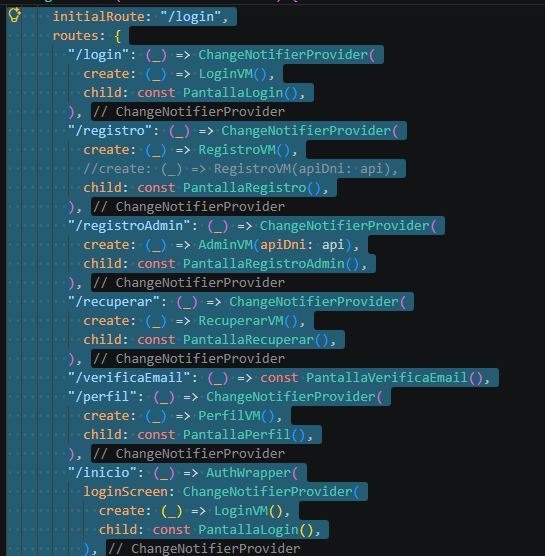 initialRoute: "/login",
routes: {
"/login": (_) => ChangeNotifierProvider(
create: (_) => LoginVM(),
child: const PantallaLogin(),
), // ChangeNotifierProvider
"/registro": (_) => ChangeNotifierProvider(
create: (_) => RegistroVM(),
//create: (_) => RegistroVM(apiDni: api),
child: const PantallaRegistro(),
), // ChangeNotifierProvider
"/registroAdmin": (_) => ChangeNotifierProvider(
create: (_) => AdminVM(apiDni: api),
child: const PantallaRegistroAdmin(),
), // ChangeNotifierProvider
"/recuperar": (_) => ChangeNotifierProvider(
create: (_) => RecuperarVM(),
child: const PantallaRecuperar(),
), // ChangeNotifierProvider
"/verificaEmail": (_) => const PantallaVerificaEmail(),
"/perfil": (_) => ChangeNotifierProvider(
create: (_) => PerfilVM(),
child: const PantallaPerfil(),
), // ChangeNotifierProvider
"/inicio": (_) => AuthWrapper(
loginScreen: ChangeNotifierProvider(
create: (_) => LoginVM(),
child: const PantallaLogin(),
), // ChangeNotifierProvider